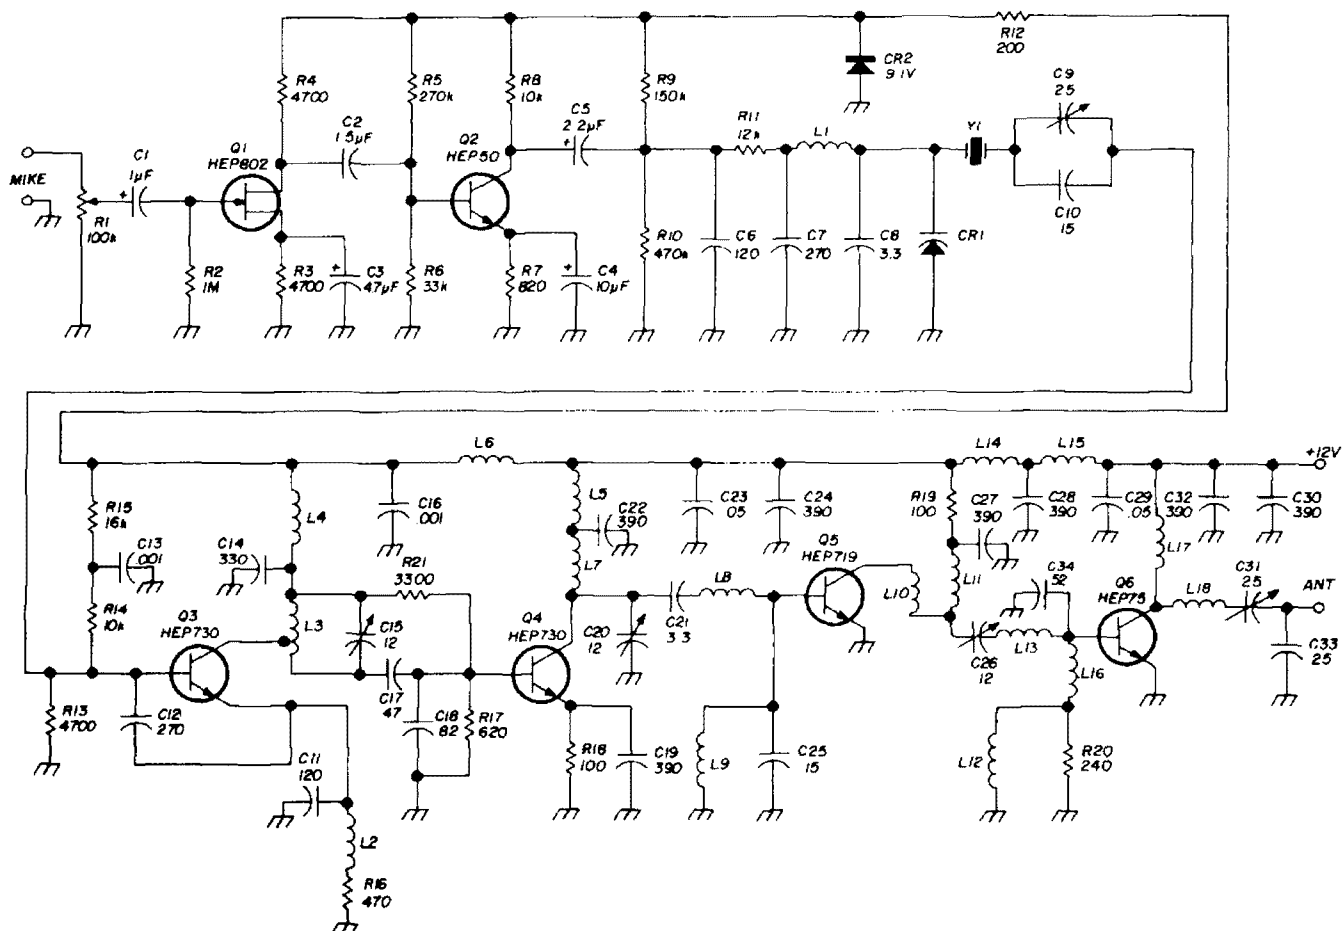 R12
200
R4
4700
R5
270k
R8
10k
R9
150k
CR2
9.1V
C9
25
C2
1.5µF
C5
2.2µF
Q1
HEP802
Q2
HEP50
R11
12k
L1
Y1
C1
1µF
MIKE
R1
100k
C10
15
R2
1M
R3
4700
C3
47µF
R6
33k
R7
820
C4
10µF
R10
470k
C6
120
C7
270
C8
3.3
CR1
L6
L14
L15
+12V
R15
16k
L4
C16
.001
L5
C22
390
C23
.05
C24
390
R19
100
C27
390
C28
390
C29
.05
C32
390
C30
390
C13
.001
C14
330
R21
3300
L7
Q5
HEP719
L17
R14
10k
Q3
HEP730
L3
C15
12
Q4
HEP730
C20
12
C21
3.3
L8
L10
L11
C34
52
Q6
HEP75
L18
C31
25
ANT
C26
12
L13
L16
C33
25
R13
4700
C12
270
C17
47
C18
82
R17
620
R18
100
C19
390
L9
C25
15
L12
R20
240
C11
120
L2
R16
470